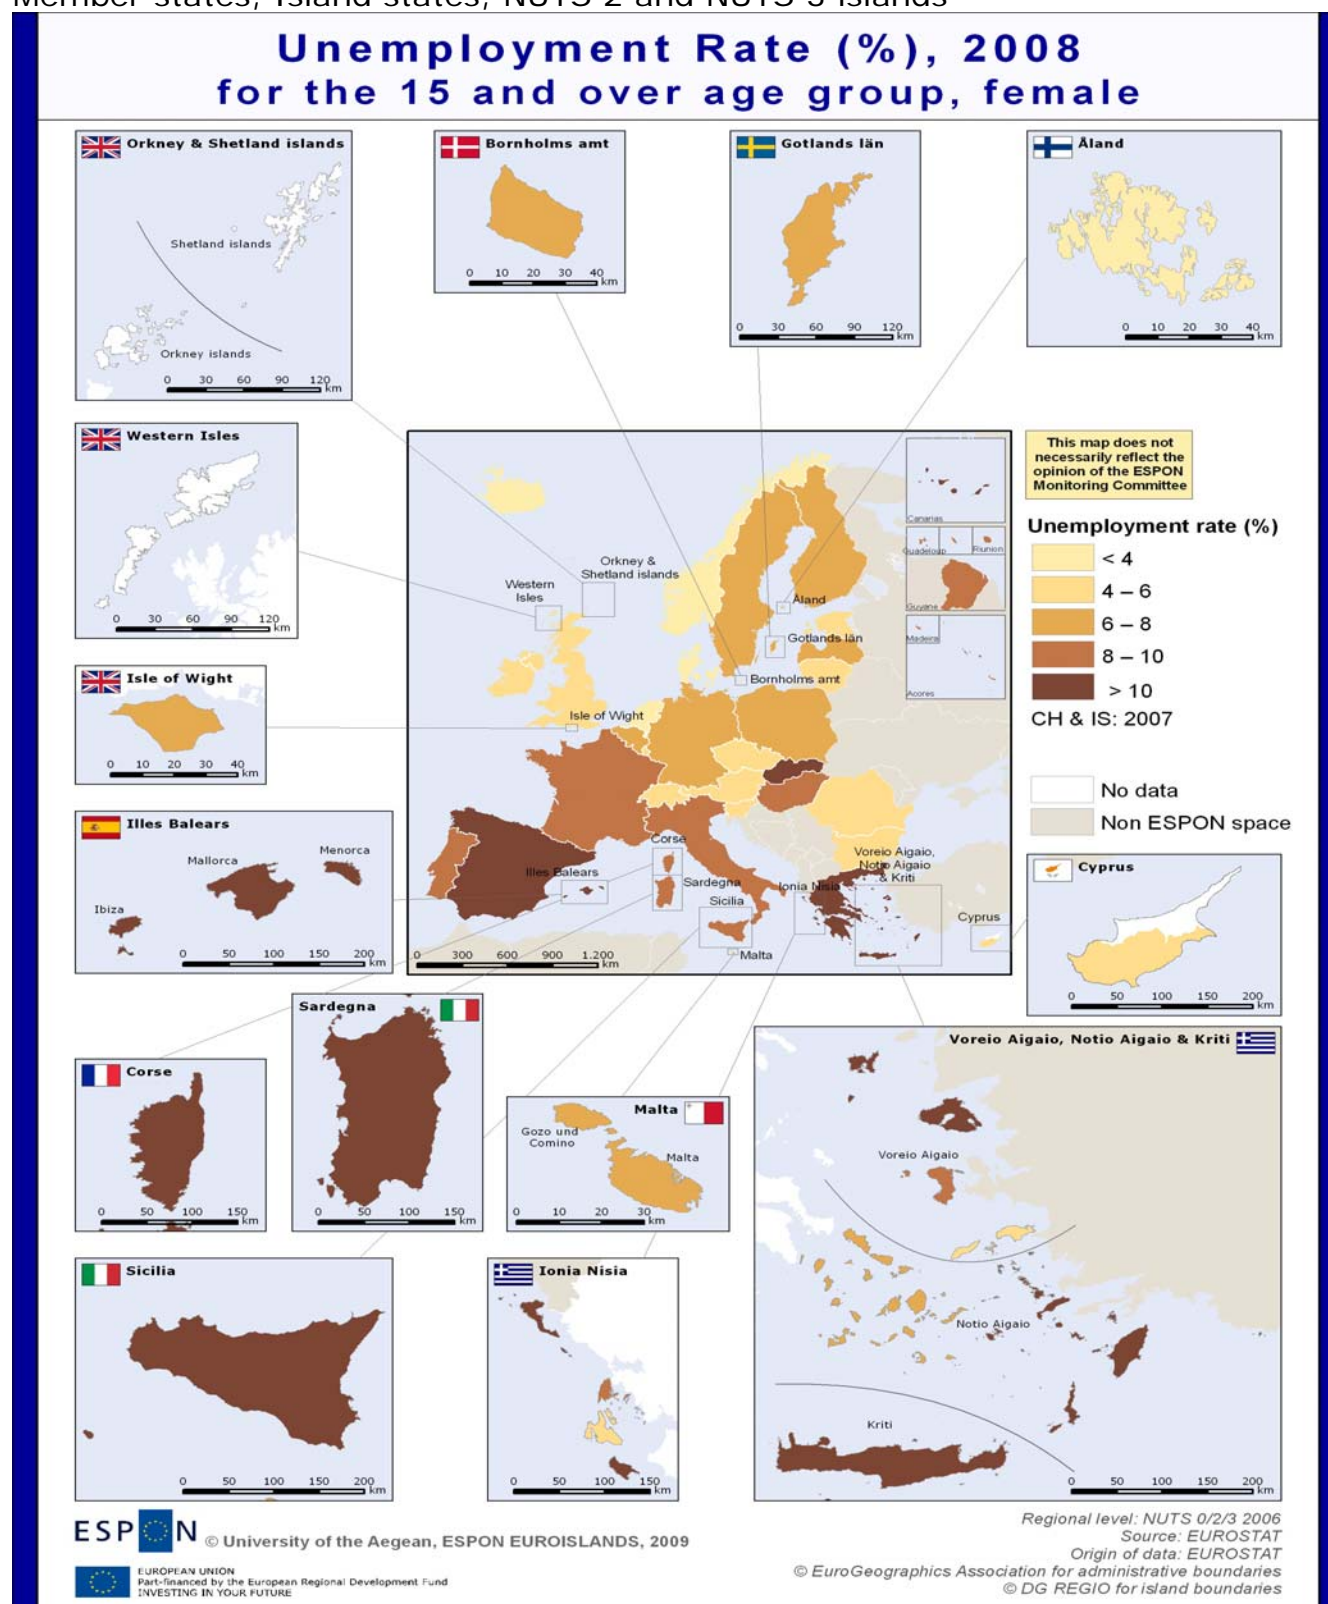 Member states, Island states, NUTS 2 and NUTS 3 islands
Unemployment Rate (%), 2008
for the 15 and over age group, female
Orkney & Shetland islands
Shetland islands
Orkney islands
0 30 60 90 120
km
Bornholms amt
0 10 20 30 40
km
Gotlands län
0 30 60 90 120
km
Åland
0 10 20 30 40
km
Western Isles
0 30 60 90 120
km
Isle of Wight
0 10 20 30 40
km
Illes Balears
Mallorca
Menorca
Ibiza
0 50 100 150 200
km
Canarias
Guadeloup
Riunion
Guyane
Madeira
Acores
Orkney &
Shetland islands
Western
Isles
Åland
Gotlands län
Bornholms amt
Isle of Wight
Corse
Illes Balears
Sardegna
Sicilia
Ionia Nisia
Voreio Aigaio,
Notio Aigaio
& Kriti
Cyprus
Malta
0 300 600 900 1.200
km
This map does not
necessarily reflect the
opinion of the ESPON
Monitoring Committee
Unemployment rate (%)
< 4
4 – 6
6 – 8
8 – 10
> 10
CH & IS: 2007
No data
Non ESPON space
Cyprus
0 50 100 150 200
km
Sardegna
0 50 100 150
km
Corse
0 50 100 150
km
Malta
Gozo und
Comino
Malta
0 10 20 30
km
Voreio Aigaio, Notio Aigaio & Kriti
Voreio Aigaio
Notio Aigaio
Kriti
0 50 100 150 200
km
Sicilia
0 50 100 150 200
km
Ionia Nisia
0 50 100 150
km
ESPON
© University of the Aegean, ESPON EUROISLANDS, 2009
EUROPEAN UNION
Part-financed by the European Regional Development Fund
INVESTING IN YOUR FUTURE
Regional level: NUTS 0/2/3 2006
Source: EUROSTAT
Origin of data: EUROSTAT
© EuroGeographics Association for administrative boundaries
© DG REGIO for island boundaries